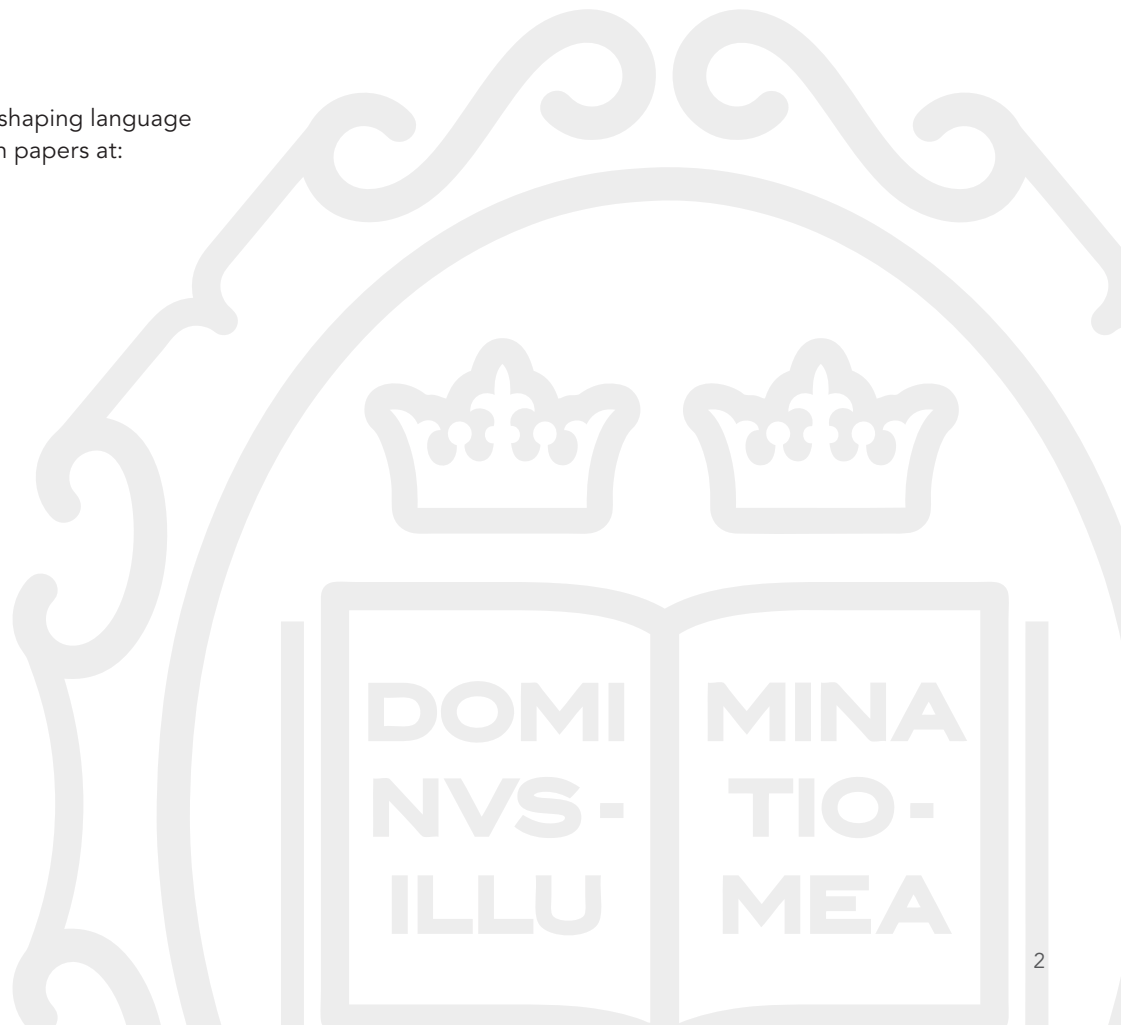 shaping language
n papers at:
DOMI
NVS -
ILLU
MINA
TIO -
MEA
2